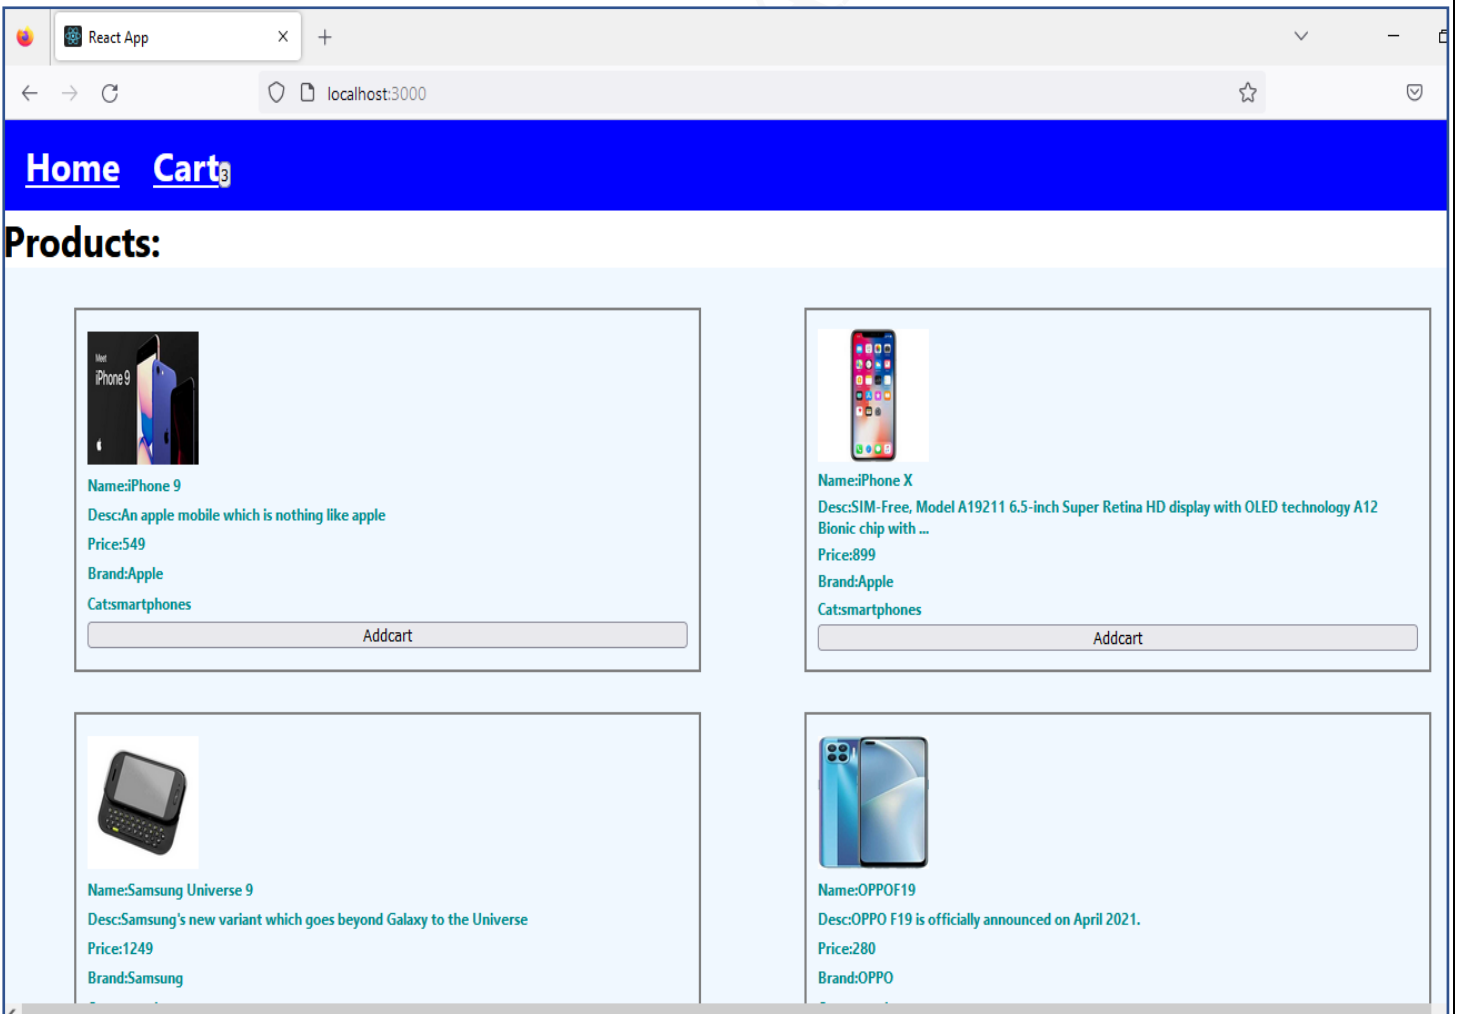 React App
localhost:3000
Home Cart 3
Products:
Meet
iPhone 9
Name:iPhone 9
Desc:An apple mobile which is nothing like apple
Price:549
Brand:Apple
Cat:smartphones
Addcart
Name:iPhone X
Desc:SIM-Free, Model A19211 6.5-inch Super Retina HD display with OLED technology A12
Bionic chip with ...
Price:899
Brand:Apple
Cat:smartphones
Addcart
Name:Samsung Universe 9
Desc:Samsung's new variant which goes beyond Galaxy to the Universe
Price:1249
Brand:Samsung
Name:OPPOF19
Desc:OPPO F19 is officially announced on April 2021.
Price:280
Brand:OPPO